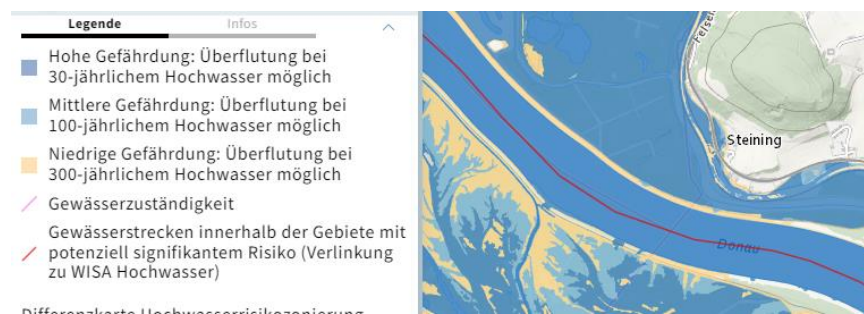 Legende
Infos
Hohe Gefährdung: Überflutung bei
30-jährlichem Hochwasser möglich
Mittlere Gefährdung: Überflutung bei
100-jährlichem Hochwasser möglich
Niedrige Gefährdung: Überflutung bei
300-jährlichem Hochwasser möglich
Gewässerzuständigkeit
Gewässerstrecken innerhalb der Gebiete mit
potenziell signifikantem Risiko (Verlinkung
zu WISA Hochwasser)
Differenzkarte Hochwasserrisikozonierung
Steining
Donau